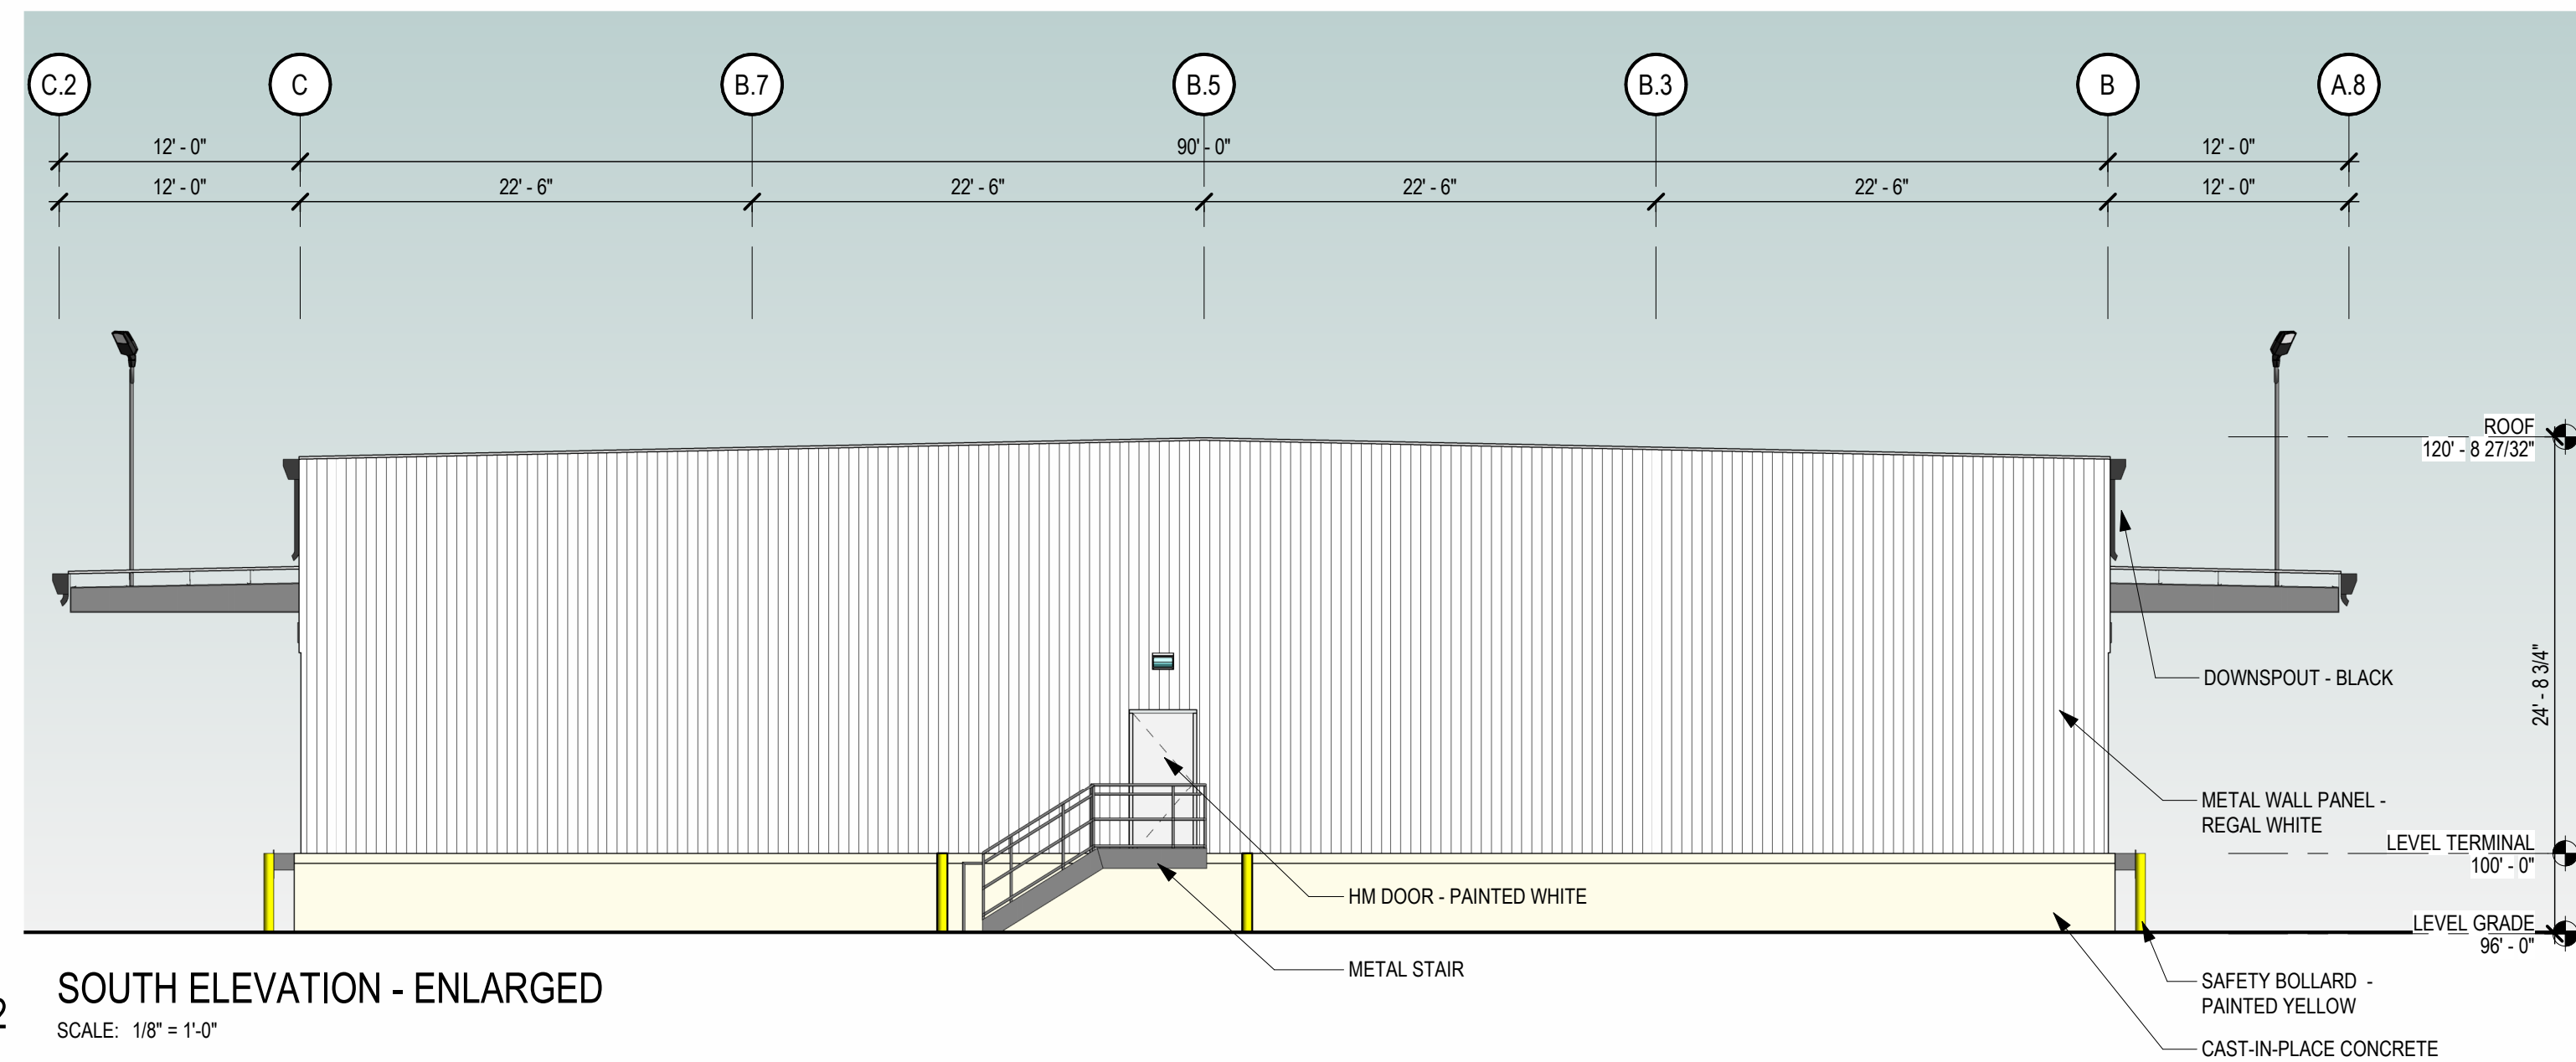 C.2 C B.7 B.5 B.3 B A.8
12' - 0" 90' - 0" 12' - 0"
12' - 0" 22' - 6" 22' - 6" 22' - 6" 22' - 6" 12' - 0"
ROOF
120' - 8 27/32"
24' - 8 3/4"
DOWNSPOUT - BLACK
METAL WALL PANEL -
REGAL WHITE
LEVEL TERMINAL
100' - 0"
HM DOOR - PAINTED WHITE
LEVEL GRADE
96' - 0"
METAL STAIR
SAFETY BOLLARD -
PAINTED YELLOW
CAST-IN-PLACE CONCRETE
2
SOUTH ELEVATION - ENLARGED
SCALE: 1/8" = 1'-0"